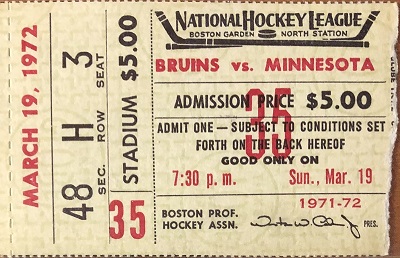 MARCH 19, 1972
48 H 3
SEC. ROW SEAT
STADIUM $5.00
35
NATIONAL HOCKEY LEAGUE
BOSTON GARDEN NORTH STATION
BRUINS vs. MINNESOTA
ADMISSION PRICE $5.00
ADMIT ONE — SUBJECT TO CONDITIONS SET
FORTH ON THE BACK HEREOF
35
GOOD ONLY ON
7:30 p.m. Sun., Mar. 19
1971-72
BOSTON PROF.
HOCKEY ASSN.
PRES.